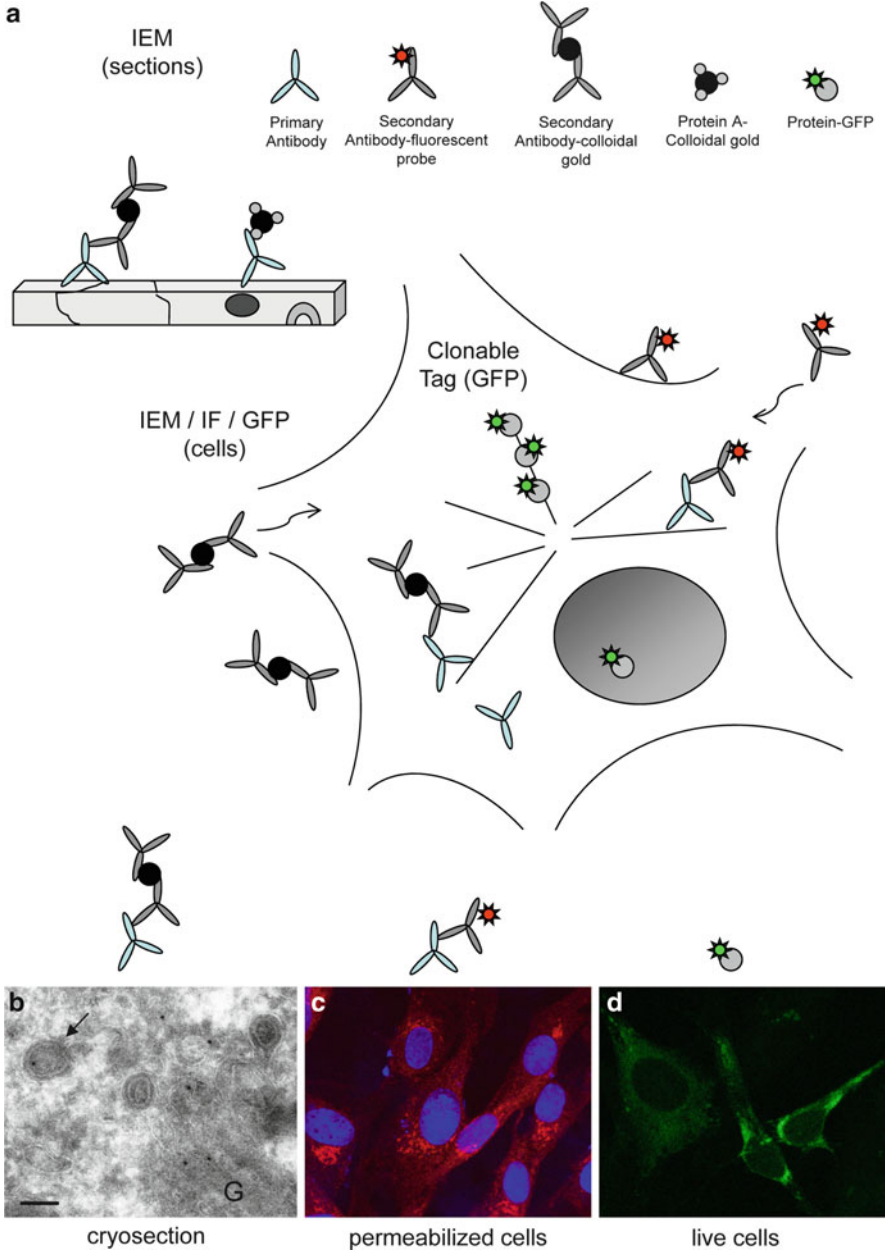 a
IEM
(sections)
Primary
Antibody
Secondary
Antibody-fluorescent
probe
Secondary
Antibody-colloidal
gold
Protein A-
Colloidal gold
Protein-GFP
Clonable
Tag (GFP)
IEM / IF / GFP
(cells)
b
G
cryosection
c
permeabilized cells
d
live cells